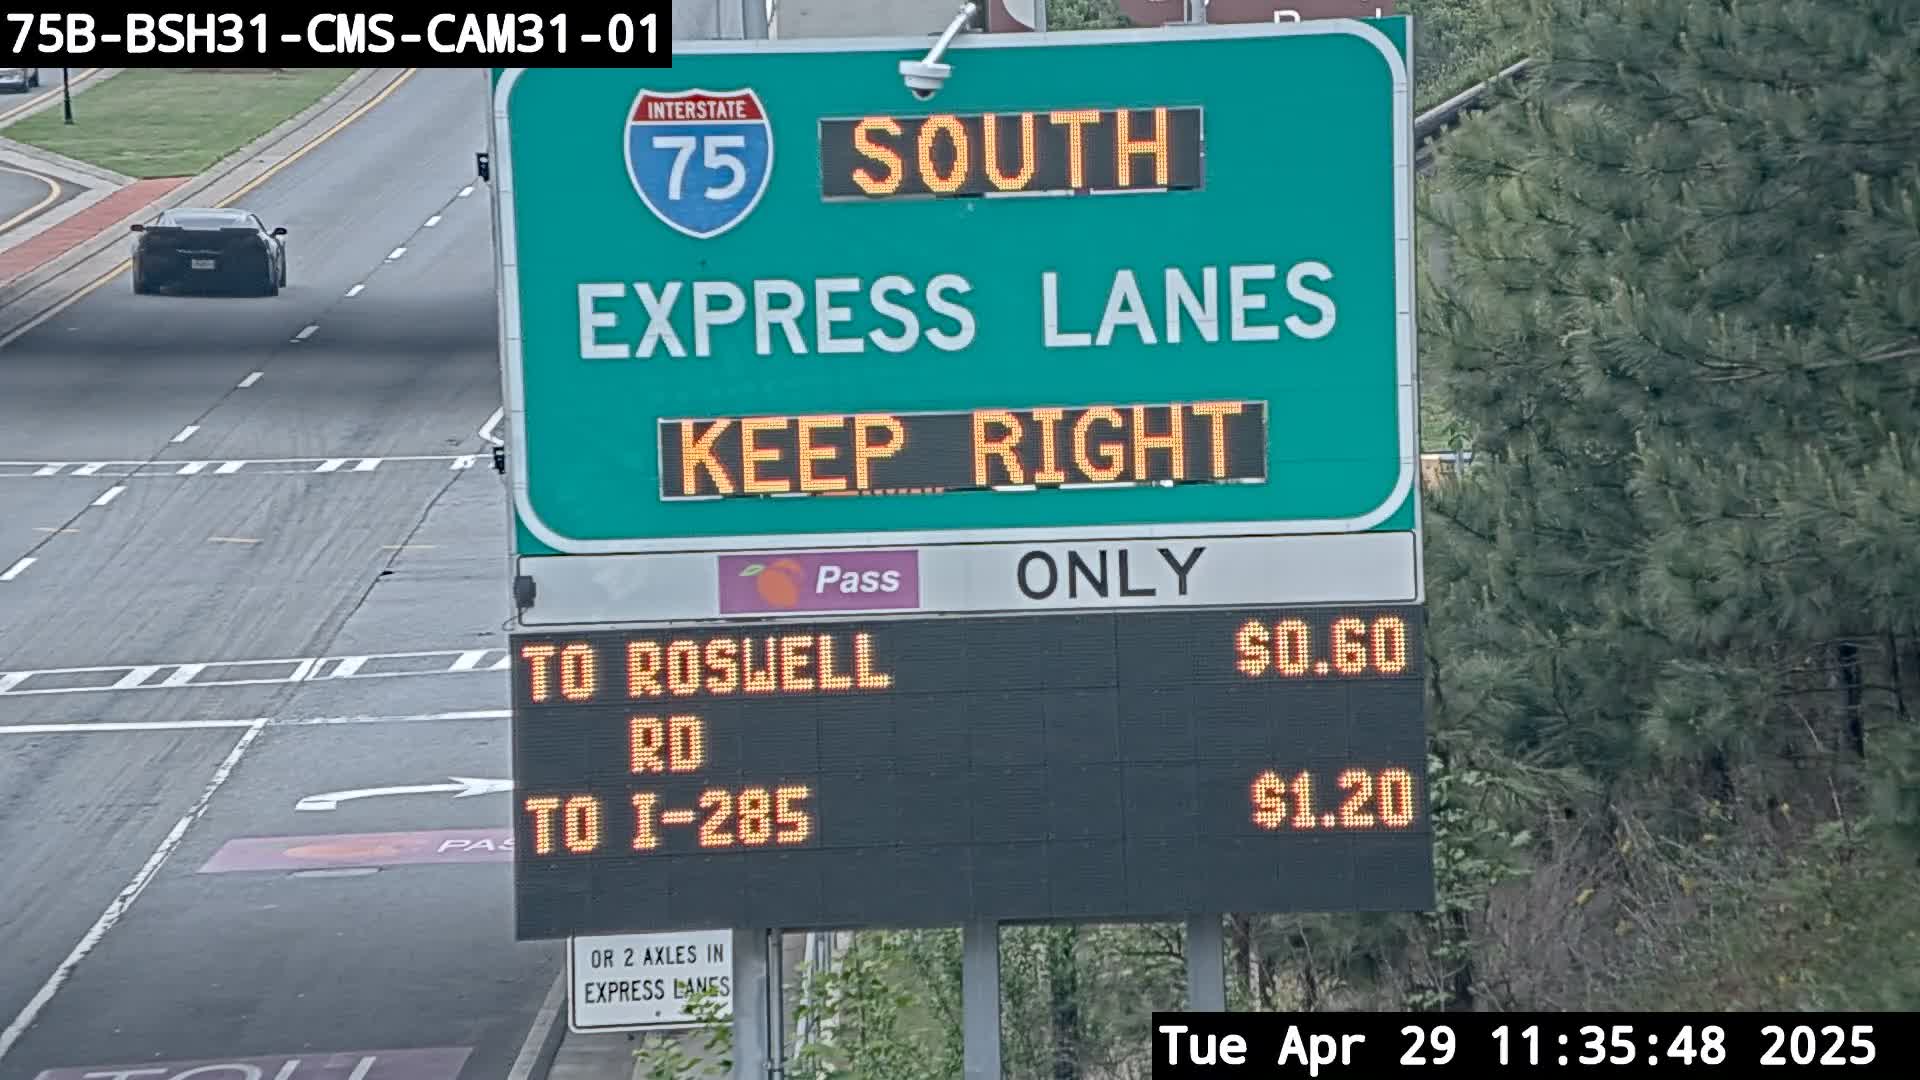 75B-BSH31-CMS-CAM31-01
INTERSTATE
75
SOUTH
EXPRESS LANES
KEEP RIGHT
Pass
ONLY
TO ROSWELL $0.60
RD
TO I-285 $1.20
OR 2 AXLES IN
EXPRESS LANES
TOLL
Tue Apr 29 11:35:48 2025